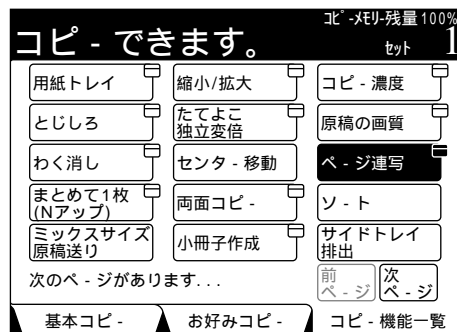 コピ-メモリ-残量100%
コピ-できます。
セット 1
用紙トレイ
縮小/拡大
コピ-濃度
とじしろ
たてよこ
独立変倍
原稿の画質
わく消し
センタ-移動
ペ-ジ連写
まとめて1枚
(Nアップ)
両面コピ-
ソ-ト
ミックスサイズ
原稿送り
小冊子作成
サイドトレイ
排出
次のペ-ジがあります...
前
ペ-ジ
次
ペ-ジ
基本コピ-
お好みコピ-
コピ-機能一覧